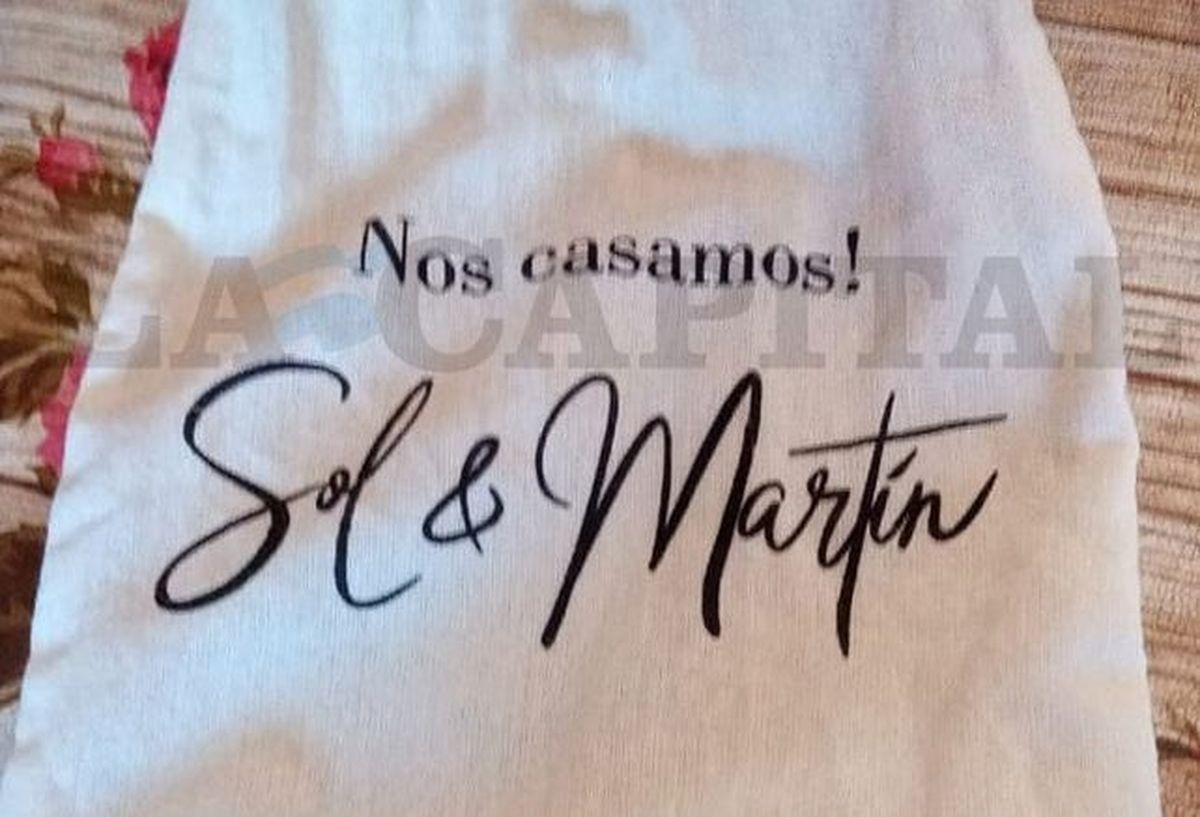 Nos casamos!
LA CAPITAL
Sol & Martín